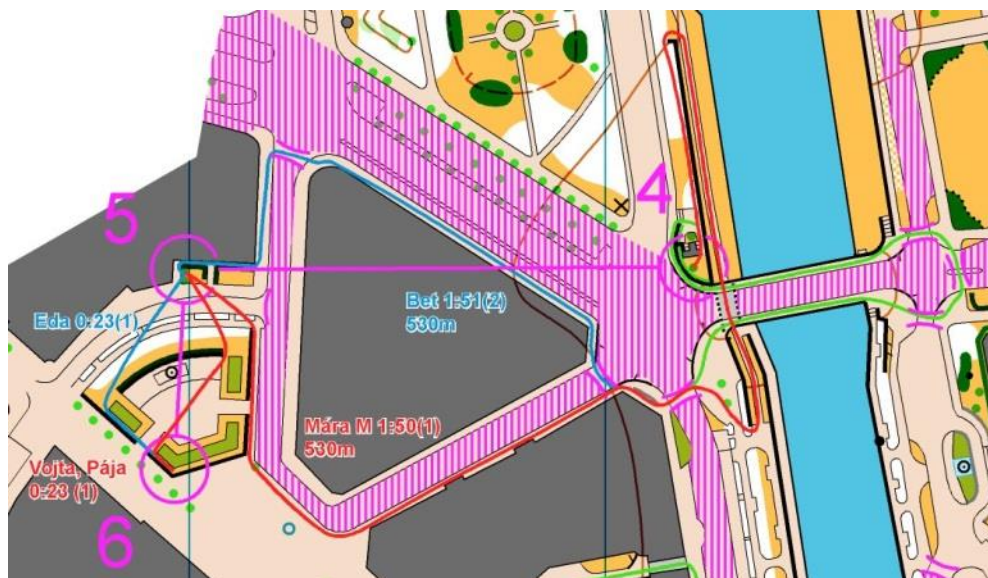 5
4
Eda 0:23(1)
Bet 1:51(2)
530m
Mára M 1:50(1)
530m
Vojta, Pája
0:23 (1)
6